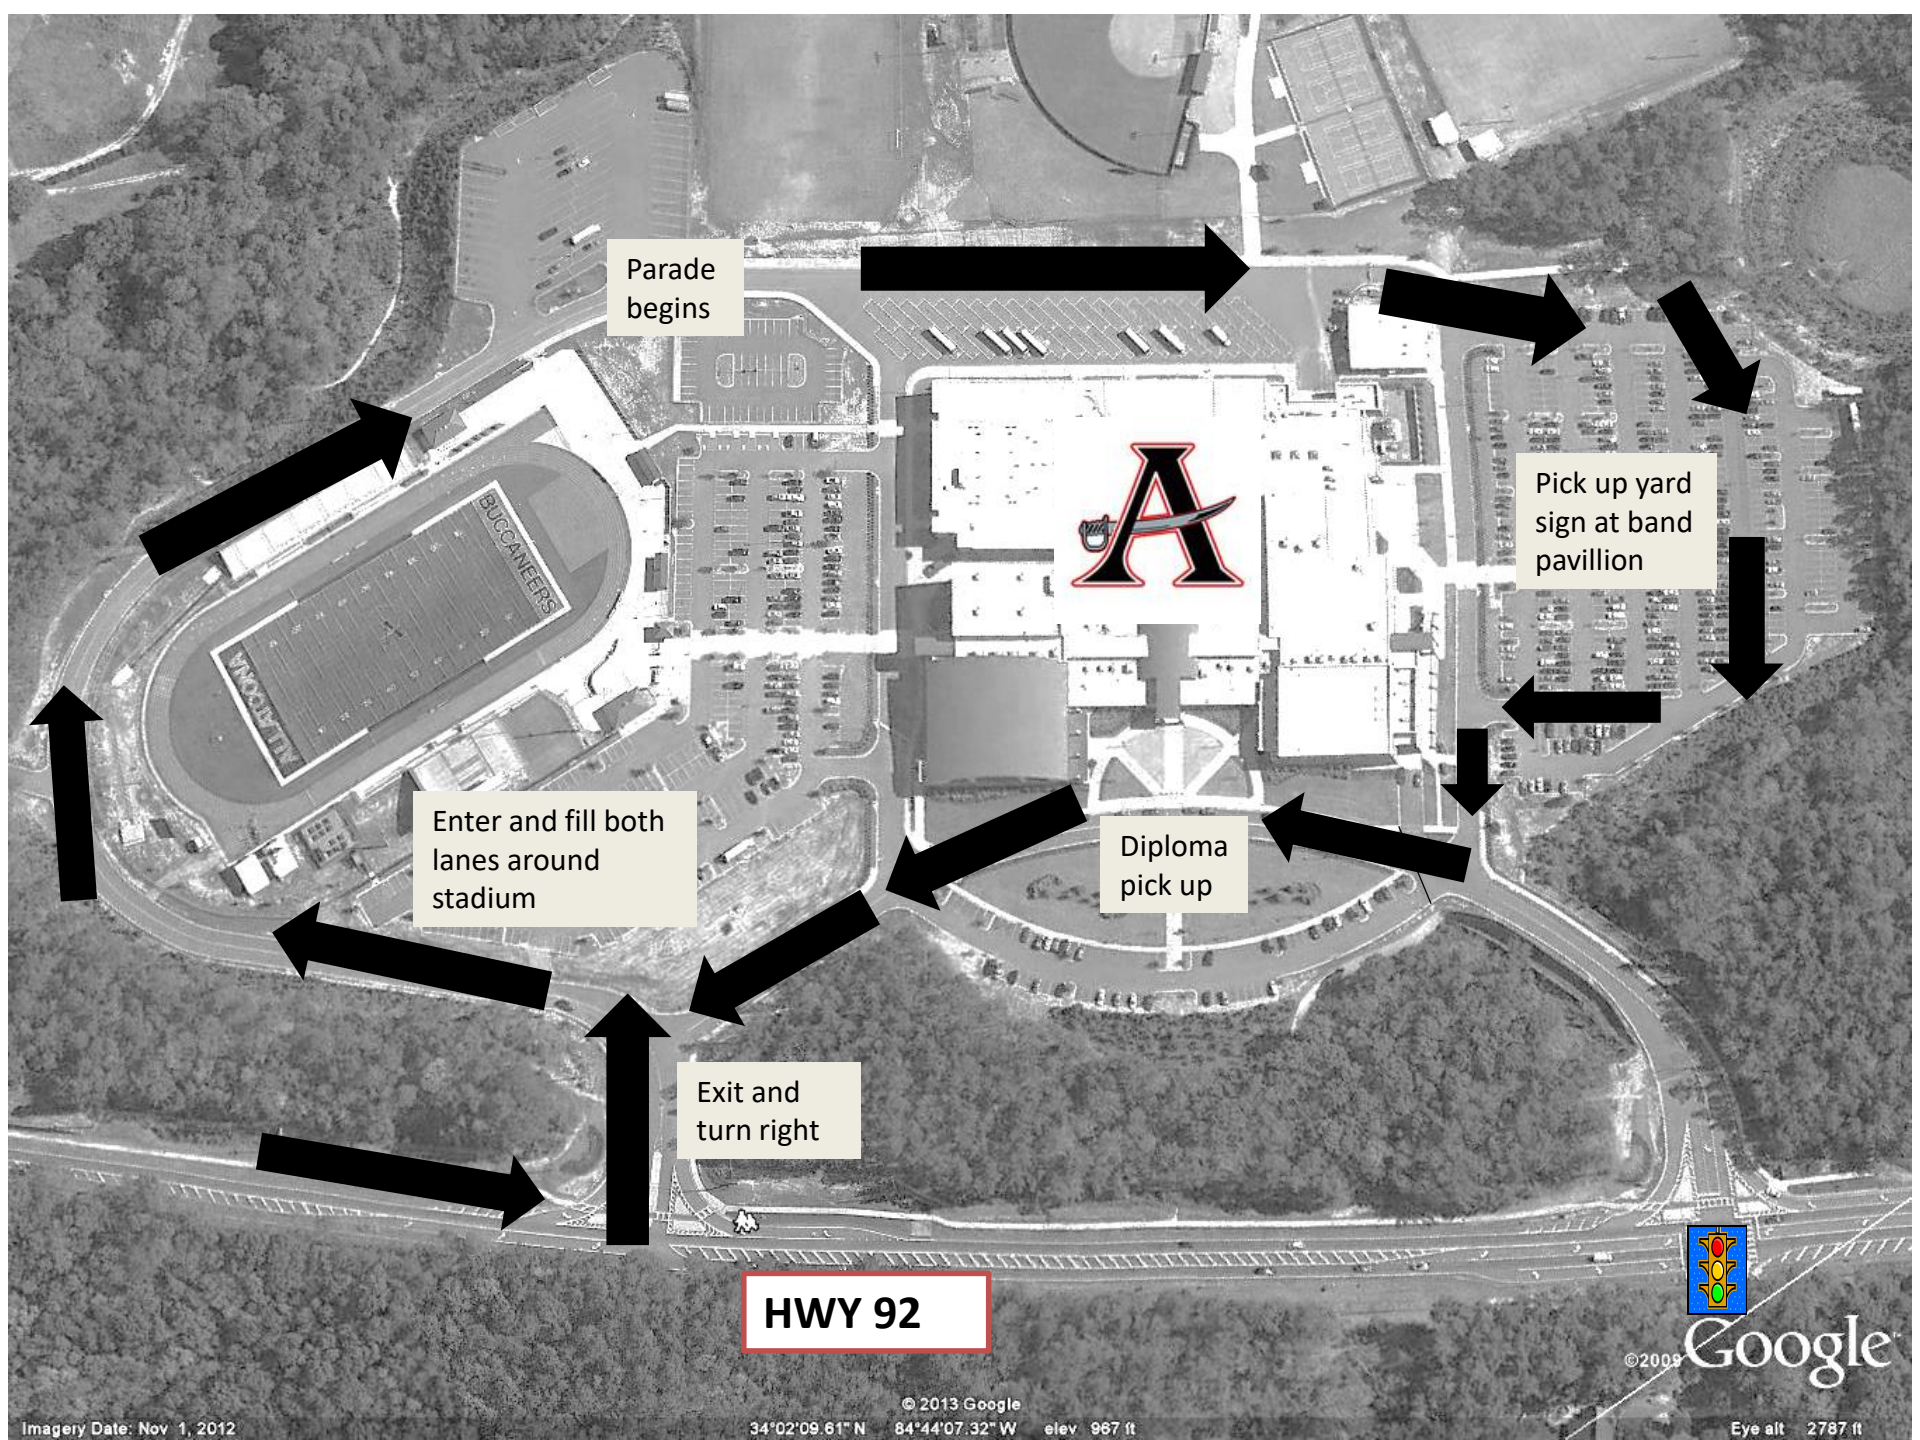 Parade
begins
Pick up yard
sign at band
pavillion
BUCCANEERS
A
ALLATOONA
A
Enter and fill both
lanes around
stadium
Diploma
pick up
Exit and
turn right
HWY 92
©2009 Google
© 2013 Google
Imagery Date: Nov 1, 2012
34°02'09.61" N 84°44'07.32" W elev 967 ft
Eye alt 2787 ft